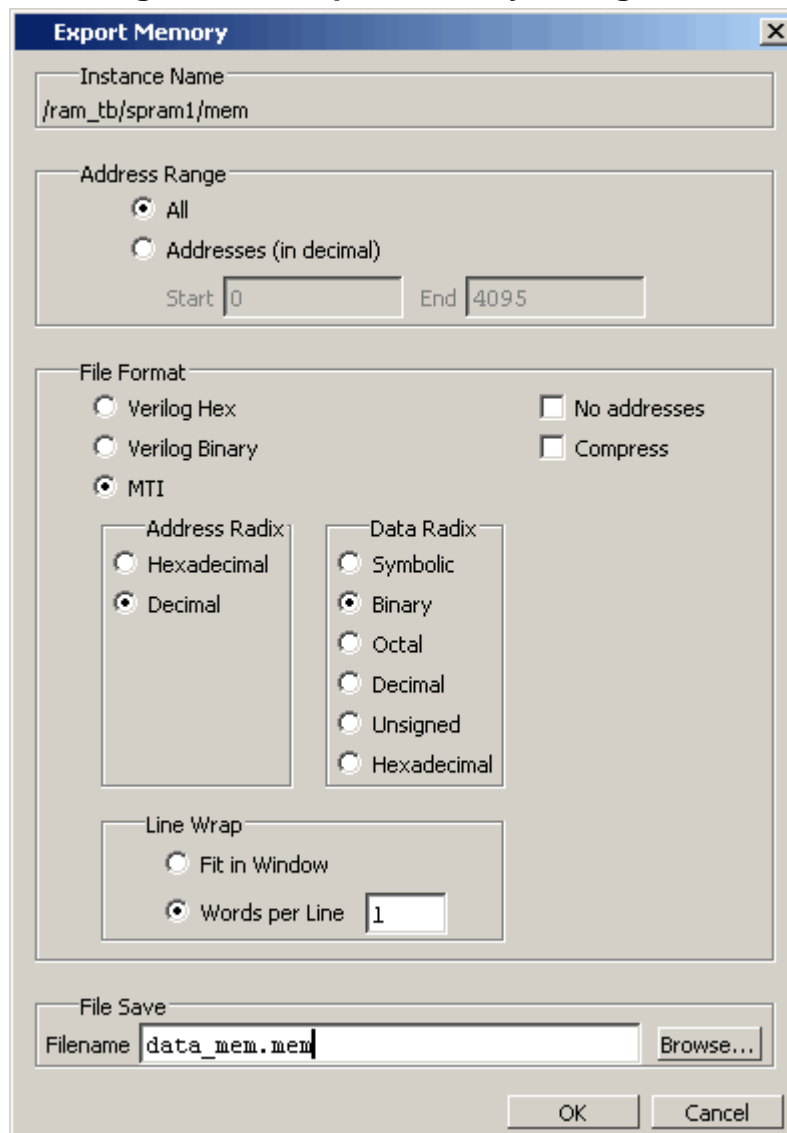 Export Memory
Instance Name
/ram_tb/spram1/mem
Address Range
All
Addresses (in decimal)
Start 0 End 4095
File Format
Verilog Hex No addresses
Verilog Binary Compress
MTI
Address Radix Data Radix
Hexadecimal Symbolic
Decimal Binary
Octal
Decimal
Unsigned
Hexadecimal
Line Wrap
Fit in Window
Words per Line 1
File Save
Filename data_mem.mem Browse...
OK Cancel